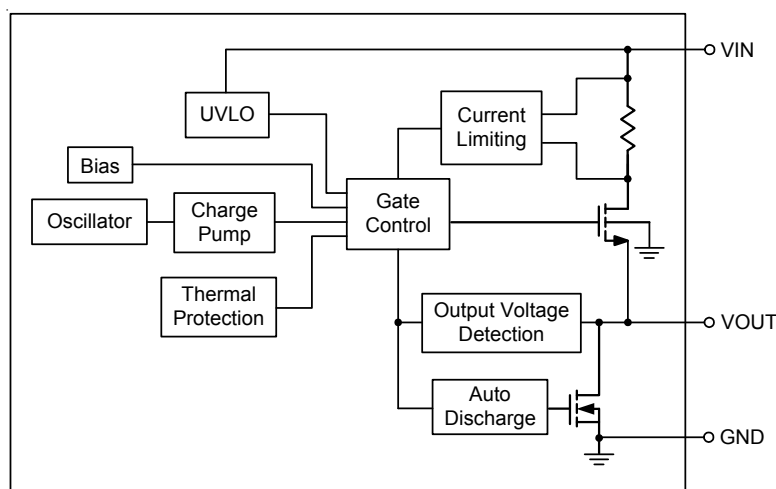 VIN
UVLO
Current
Limiting
Bias
Gate
Control
Oscillator
Charge
Pump
Thermal
Protection
Output Voltage
Detection
VOUT
Auto
Discharge
GND